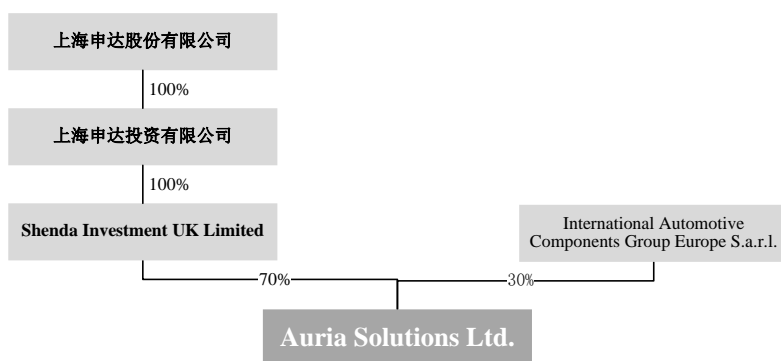 上海申达股份有限公司
100%
上海申达投资有限公司
100%
Shenda Investment UK Limited
International Automotive
Components Group Europe S.a.r.l.
70%
30%
Auria Solutions Ltd.